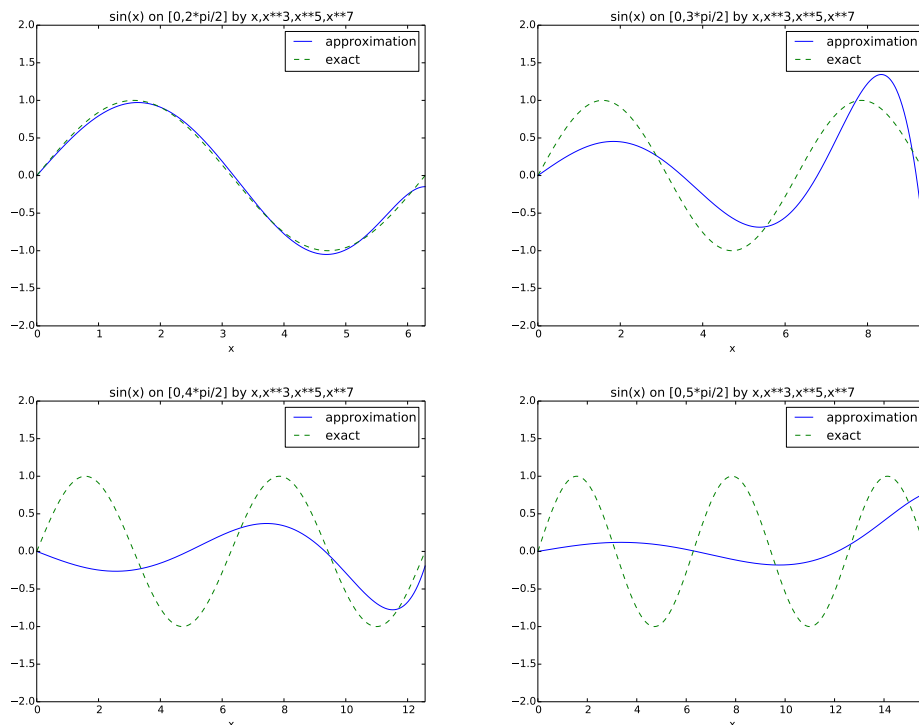 sin(x) on [0,2*pi/2] by x,x**3,x**5,x**7
2.0
1.5
1.0
0.5
0.0
−0.5
−1.0
−1.5
−2.0
0 1 2 3 4 5 6
x
approximation
exact
sin(x) on [0,3*pi/2] by x,x**3,x**5,x**7
2.0
1.5
1.0
0.5
0.0
−0.5
−1.0
−1.5
−2.0
0 2 4 6 8
x
approximation
exact
sin(x) on [0,4*pi/2] by x,x**3,x**5,x**7
2.0
1.5
1.0
0.5
0.0
−0.5
−1.0
−1.5
−2.0
0 2 4 6 8 10 12
x
approximation
exact
sin(x) on [0,5*pi/2] by x,x**3,x**5,x**7
2.0
1.5
1.0
0.5
0.0
−0.5
−1.0
−1.5
−2.0
0 2 4 6 8 10 12 14
x
approximation
exact